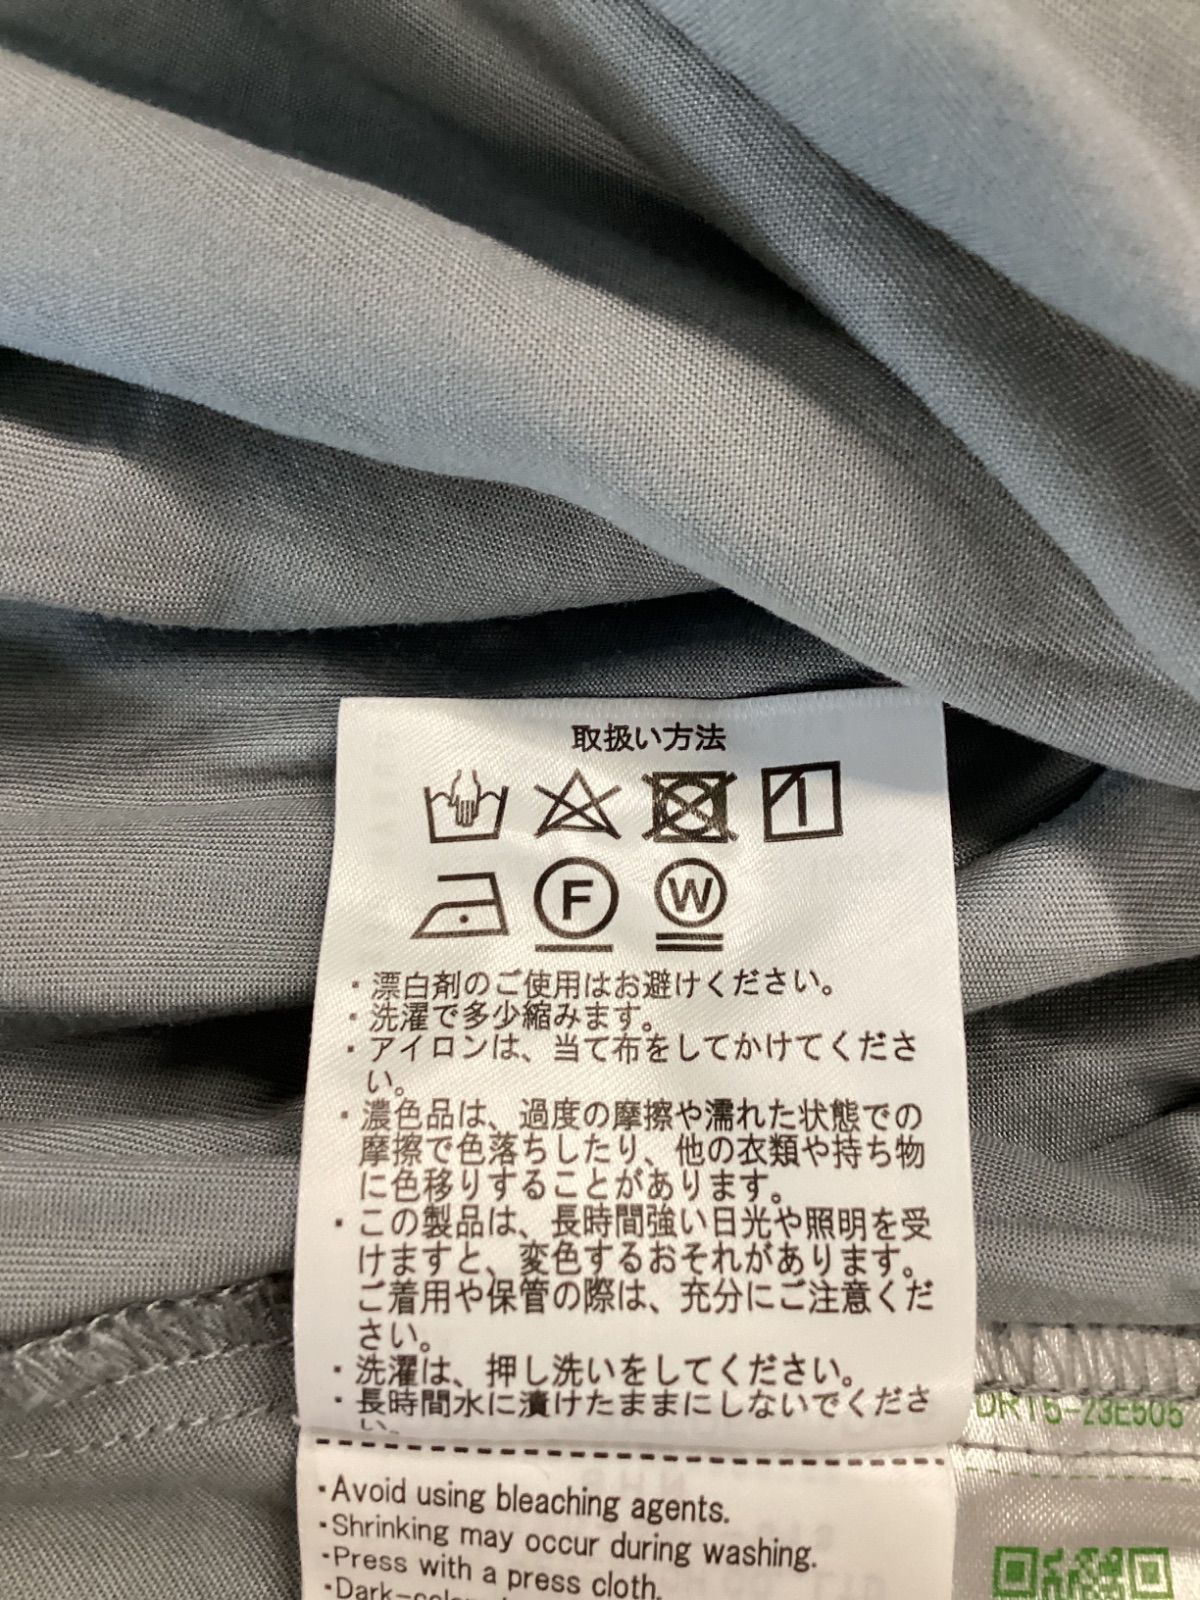 取扱い方法
F W
・漂白剤のご使用はお避けください。
・洗濯で多少縮みます。
・アイロンは、当て布をしてかけてくださ
い。
・濃色品は、過度の摩擦や濡れた状態での
摩擦で色落ちしたり、他の衣類や持ち物
に色移りすることがあります。
・この製品は、長時間強い日光や照明を受
けますと、変色するおそれがあります。
ご着用や保管の際は、充分にご注意くだ
さい。
・洗濯は、押し洗いをしてください。
・長時間水に漬けたままにしないでくださ
い。
DRT5-23E505
・Avoid using bleaching agents.
・Shrinking may occur during washing.
・Press with a press cloth.